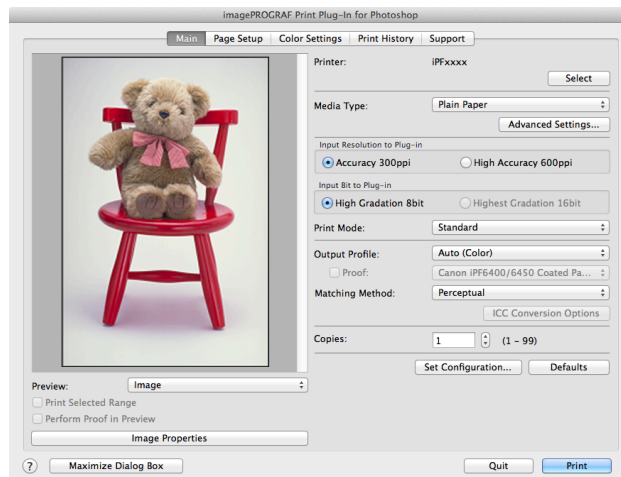 imagePROGRAF Print Plug-In for Photoshop
Main Page Setup Color Settings Print History Support
Printer: iPFxxxx
Select
Media Type: Plain Paper
Advanced Settings...
Input Resolution to Plug-in
Accuracy 300ppi High Accuracy 600ppi
Input Bit to Plug-in
High Gradation 8bit Highest Gradation 16bit
Print Mode: Standard
Output Profile: Auto (Color)
Proof: Canon iPF6400/6450 Coated Pa...
Matching Method: Perceptual
ICC Conversion Options
Copies: 1 (1 – 99)
Set Configuration... Defaults
Preview: Image
Print Selected Range
Perform Proof in Preview
Image Properties
? Maximize Dialog Box Quit Print